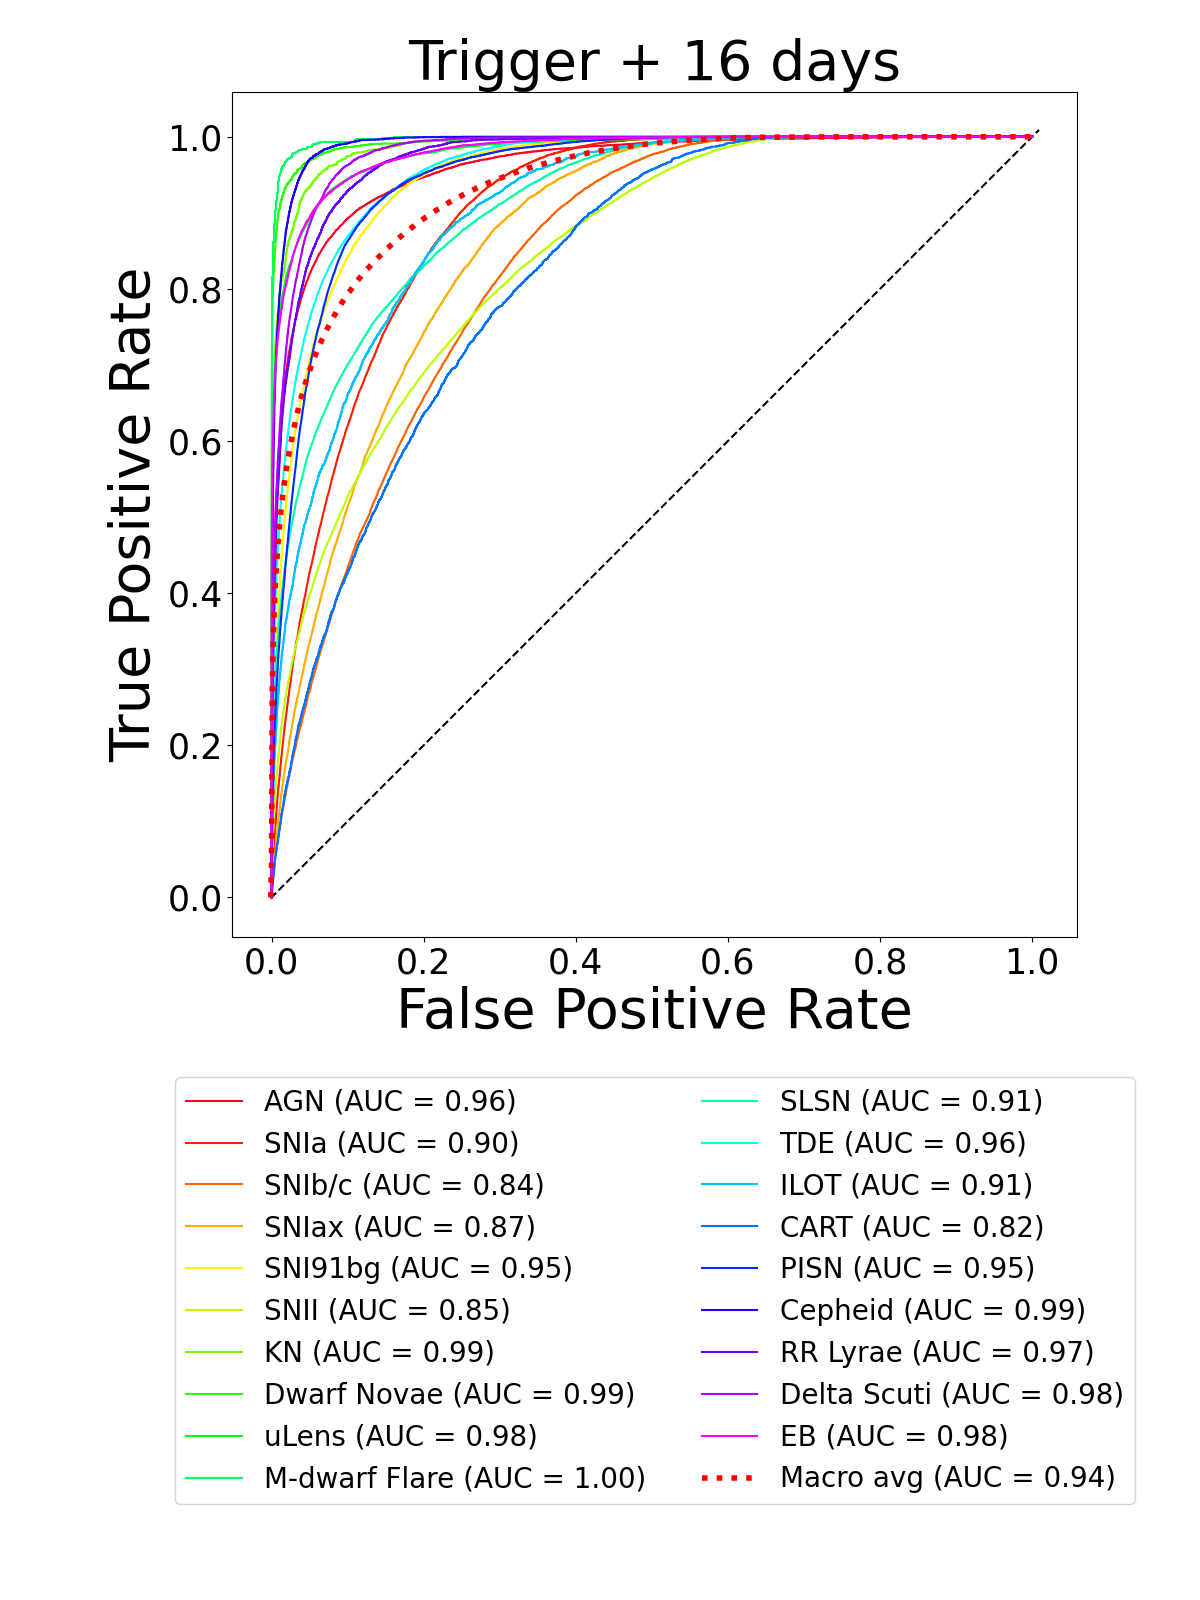 Trigger + 16 days
True Positive Rate
1.0
0.8
0.6
0.4
0.2
0.0
0.0 0.2 0.4 0.6 0.8 1.0
False Positive Rate
AGN (AUC = 0.96)
SNIa (AUC = 0.90)
SNIb/c (AUC = 0.84)
SNIax (AUC = 0.87)
SNI91bg (AUC = 0.95)
SNII (AUC = 0.85)
KN (AUC = 0.99)
Dwarf Novae (AUC = 0.99)
uLens (AUC = 0.98)
M-dwarf Flare (AUC = 1.00)
SLSN (AUC = 0.91)
TDE (AUC = 0.96)
ILOT (AUC = 0.91)
CART (AUC = 0.82)
PISN (AUC = 0.95)
Cepheid (AUC = 0.99)
RR Lyrae (AUC = 0.97)
Delta Scuti (AUC = 0.98)
EB (AUC = 0.98)
Macro avg (AUC = 0.94)